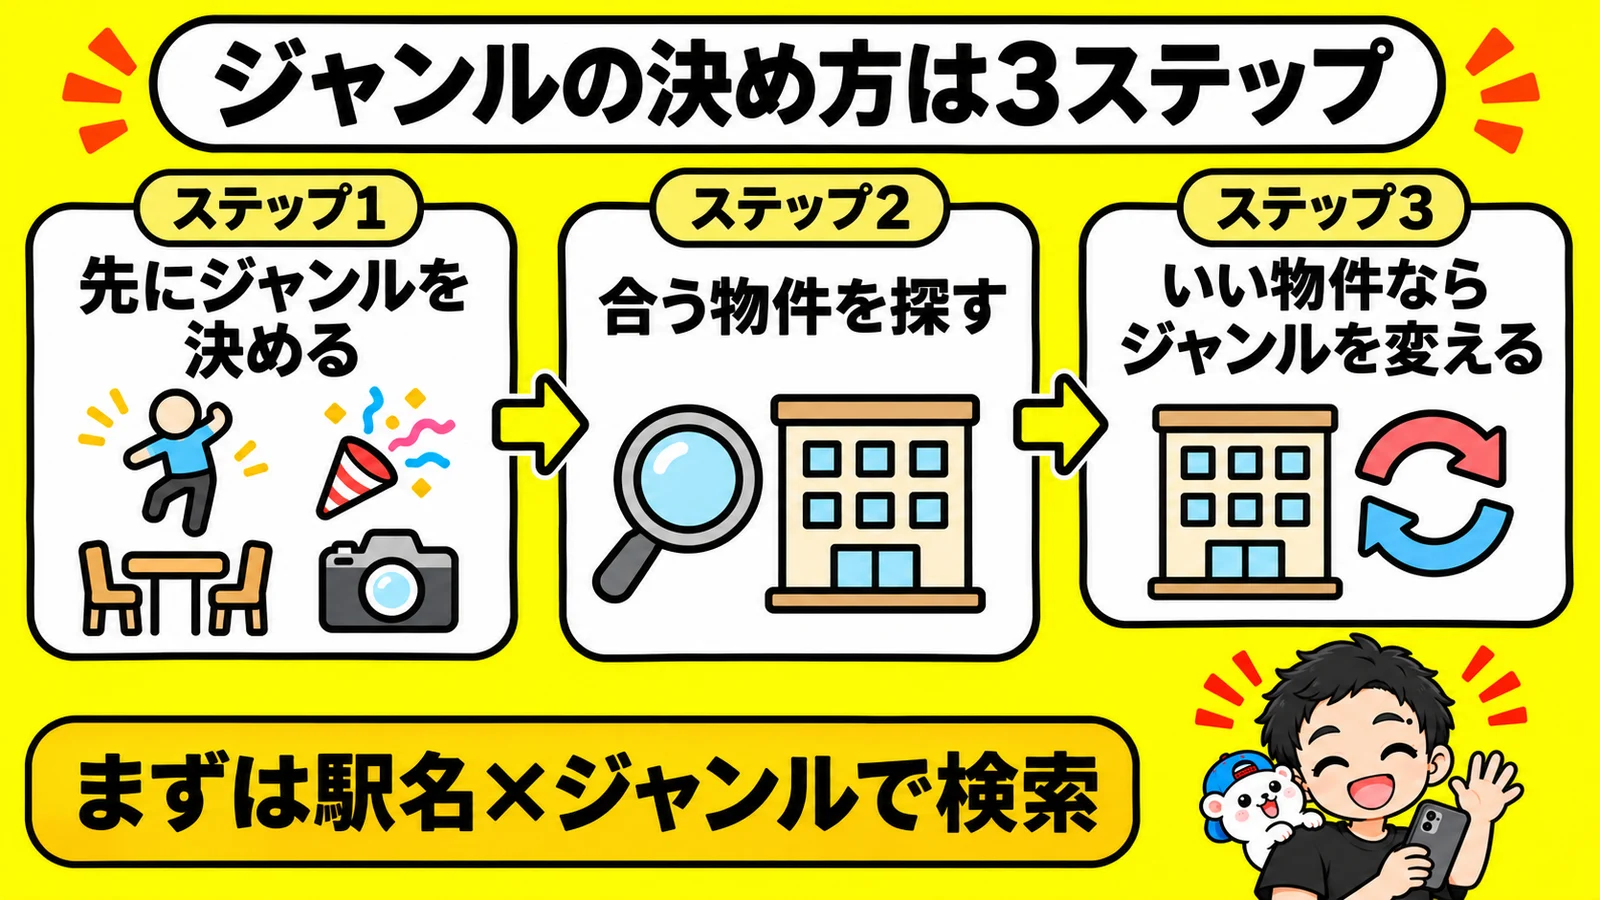 ジャンルの決め方は3ステップ
ステップ1
先にジャンルを
決める
ステップ2
合う物件を探す
ステップ3
いい物件なら
ジャンルを変える
まずは駅名×ジャンルで検索